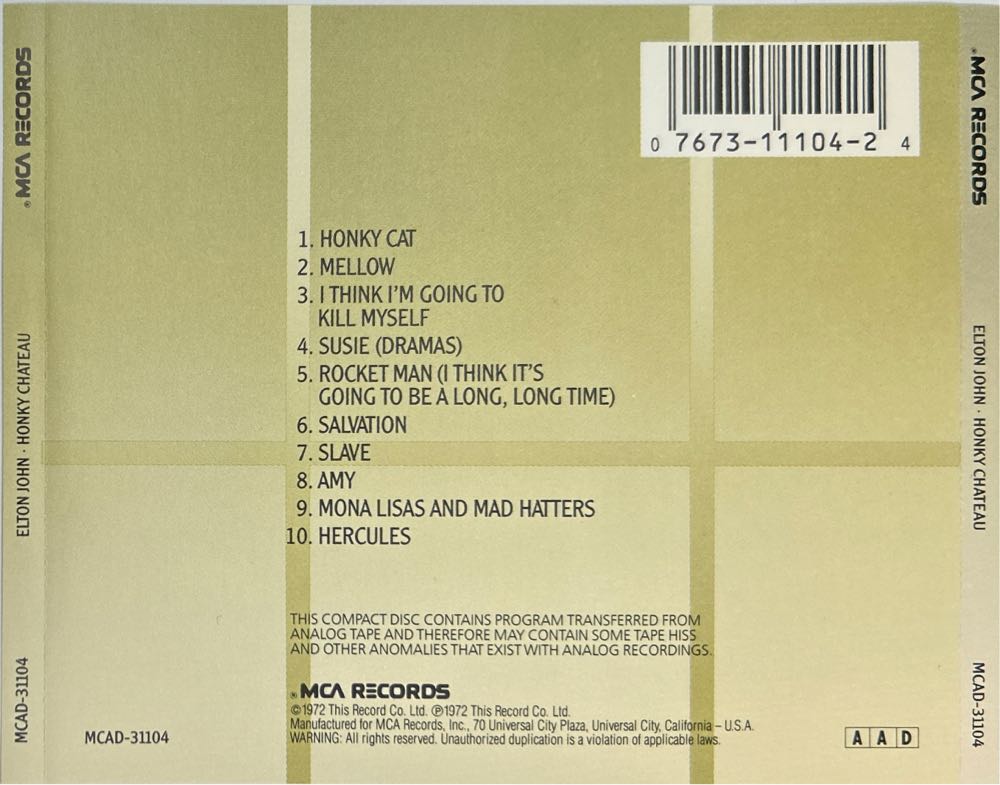 ® MCA RECORDS
ELTON JOHN · HONKY CHATEAU
MCAD-31104
0 7673-11104-2 4
1. HONKY CAT
2. MELLOW
3. I THINK I'M GOING TO
KILL MYSELF
4. SUSIE (DRAMAS)
5. ROCKET MAN (I THINK IT'S
GOING TO BE A LONG, LONG TIME)
6. SALVATION
7. SLAVE
8. AMY
9. MONA LISAS AND MAD HATTERS
10. HERCULES
THIS COMPACT DISC CONTAINS PROGRAM TRANSFERRED FROM
ANALOG TAPE AND THEREFORE MAY CONTAIN SOME TAPE HISS
AND OTHER ANOMALIES THAT EXIST WITH ANALOG RECORDINGS.
® MCA RECORDS
©1972 This Record Co. Ltd. ℗1972 This Record Co. Ltd.
Manufactured for MCA Records, Inc., 70 Universal City Plaza, Universal City, California – U.S.A.
WARNING: All rights reserved. Unauthorized duplication is a violation of applicable laws.
MCAD-31104
A A D
® MCA RECORDS
ELTON JOHN · HONKY CHATEAU
MCAD-31104